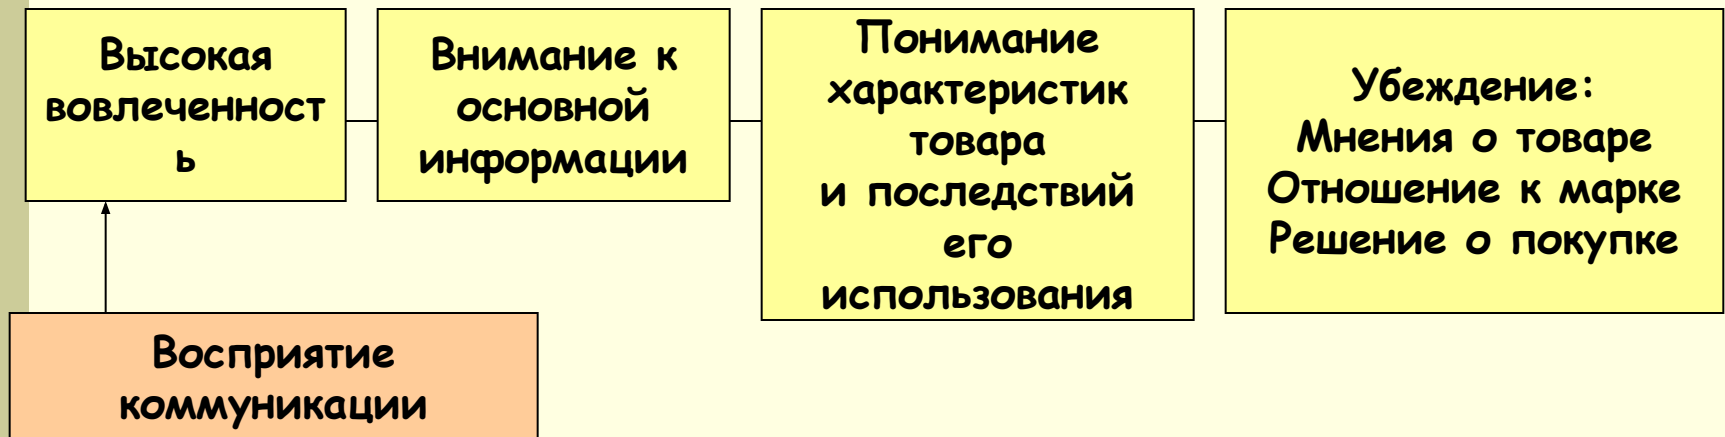 Высокая
вовлеченност
ь
Внимание к
основной
информации
Понимание
характеристик
товара
и последствий
его
использования
Убеждение:
Мнения о товаре
Отношение к марке
Решение о покупке
Восприятие
коммуникации